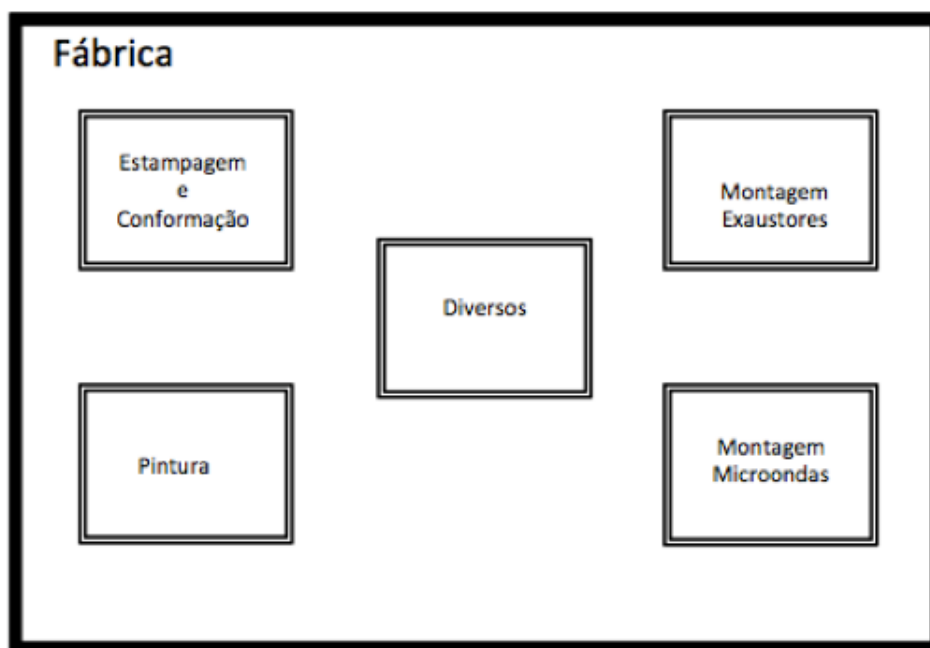 Fábrica
Estampagem
e
Conformação
Montagem
Exaustores
Diversos
Pintura
Montagem
Microondas